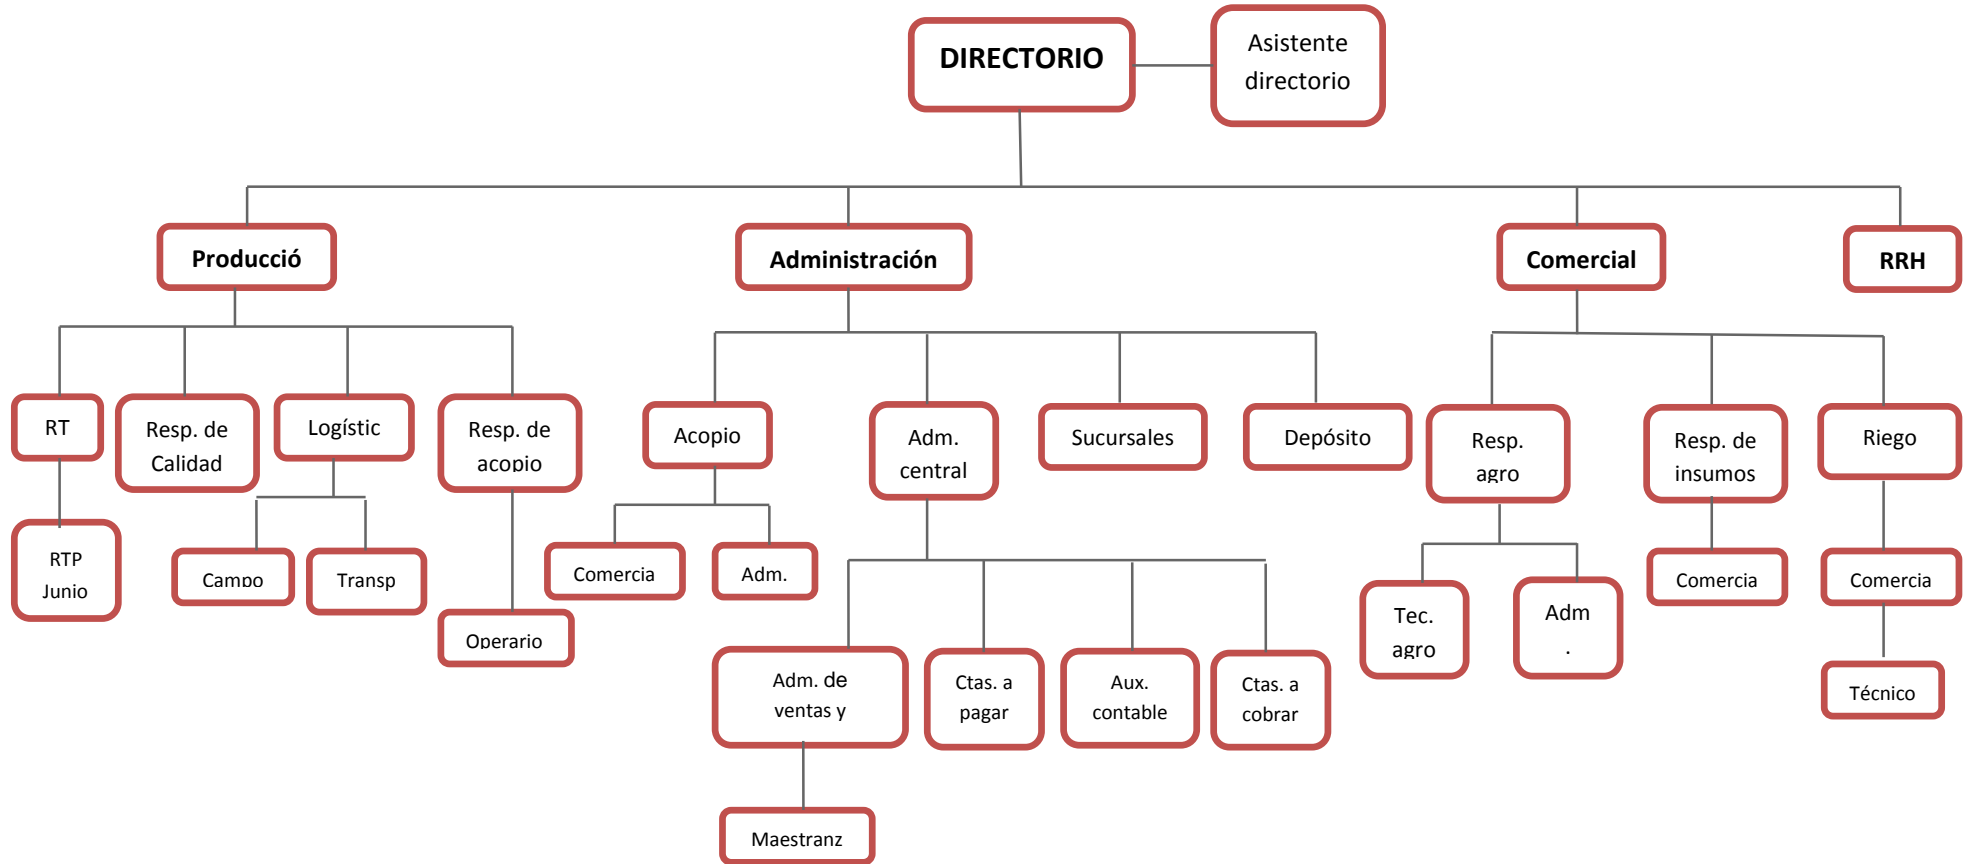 DIRECTORIO
Asistente
directorio
Producció
Administración
Comercial
RRH
RT
Resp. de
Calidad
Logístic
Resp. de
acopio
Acopio
Adm.
central
Sucursales
Depósito
Resp.
agro
Resp. de
insumos
Riego
RTP
Junio
Campo
Transp
Operario
Comercia
Adm.
Tec.
agro
Adm
.
Comercia
Comercia
Adm. de
ventas y
Ctas. a
pagar
Aux.
contable
Ctas. a
cobrar
Técnico
Maestranz